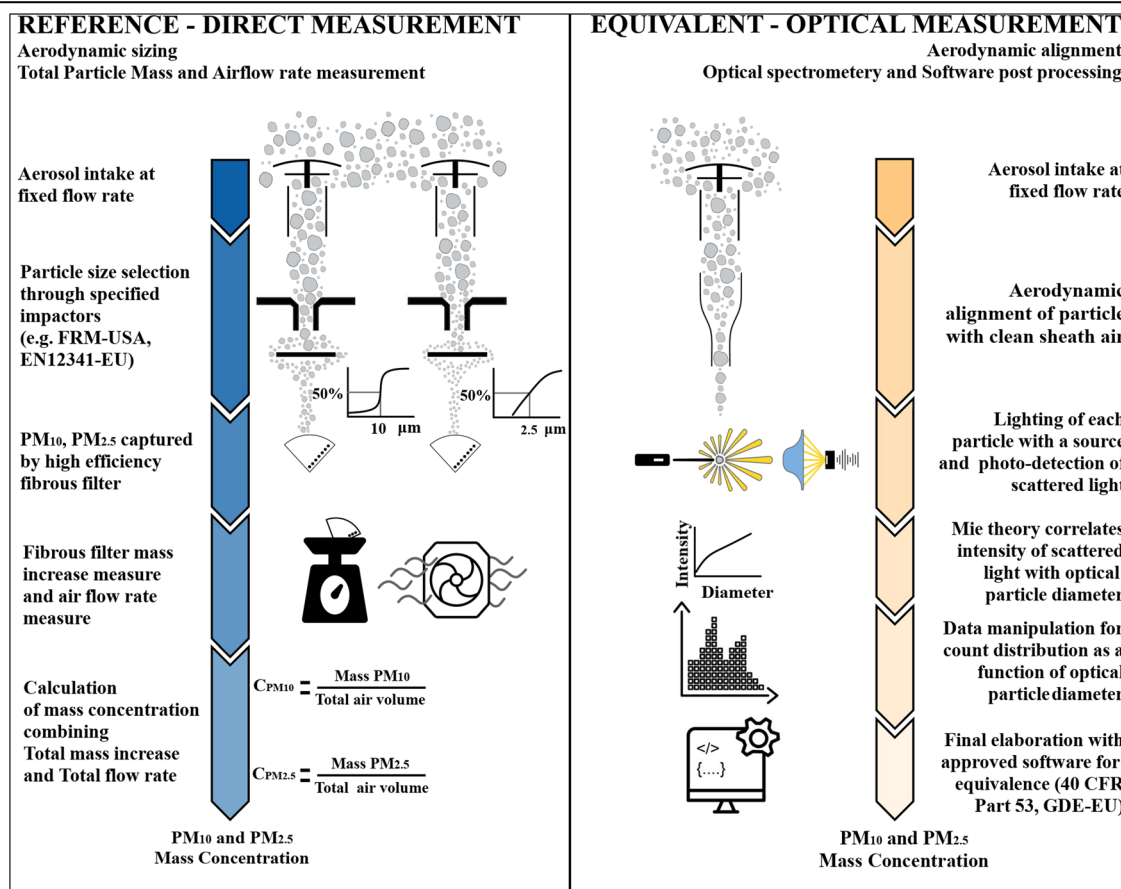 REFERENCE - DIRECT MEASUREMENT
Aerodynamic sizing
Total Particle Mass and Airflow rate measurement
Aerosol intake at
fixed flow rate
Particle size selection
through specified
impactors
(e.g. FRM-USA,
EN12341-EU)
50%
10 µm
50%
2.5 µm
PM10, PM2.5 captured
by high efficiency
fibrous filter
Fibrous filter mass
increase measure
and air flow rate
measure
Calculation
of mass concentration
combining
Total mass increase
and Total flow rate
CPM10 = Mass PM10
Total air volume
CPM2.5 = Mass PM2.5
Total air volume
PM10 and PM2.5
Mass Concentration
EQUIVALENT - OPTICAL MEASUREMENT
Aerodynamic alignment
Optical spectrometery and Software post processing
Aerosol intake at
fixed flow rate
Aerodynamic
alignment of particle
with clean sheath air
Lighting of each
particle with a source
and photo-detection of
scattered light
Mie theory correlates
intensity of scattered
light with optical
particle diameter
Intensity
Diameter
Data manipulation for
count distribution as a
function of optical
particle diameter
</>
{....}
Final elaboration with
approved software for
equivalence (40 CFR
Part 53, GDE-EU)
PM10 and PM2.5
Mass Concentration